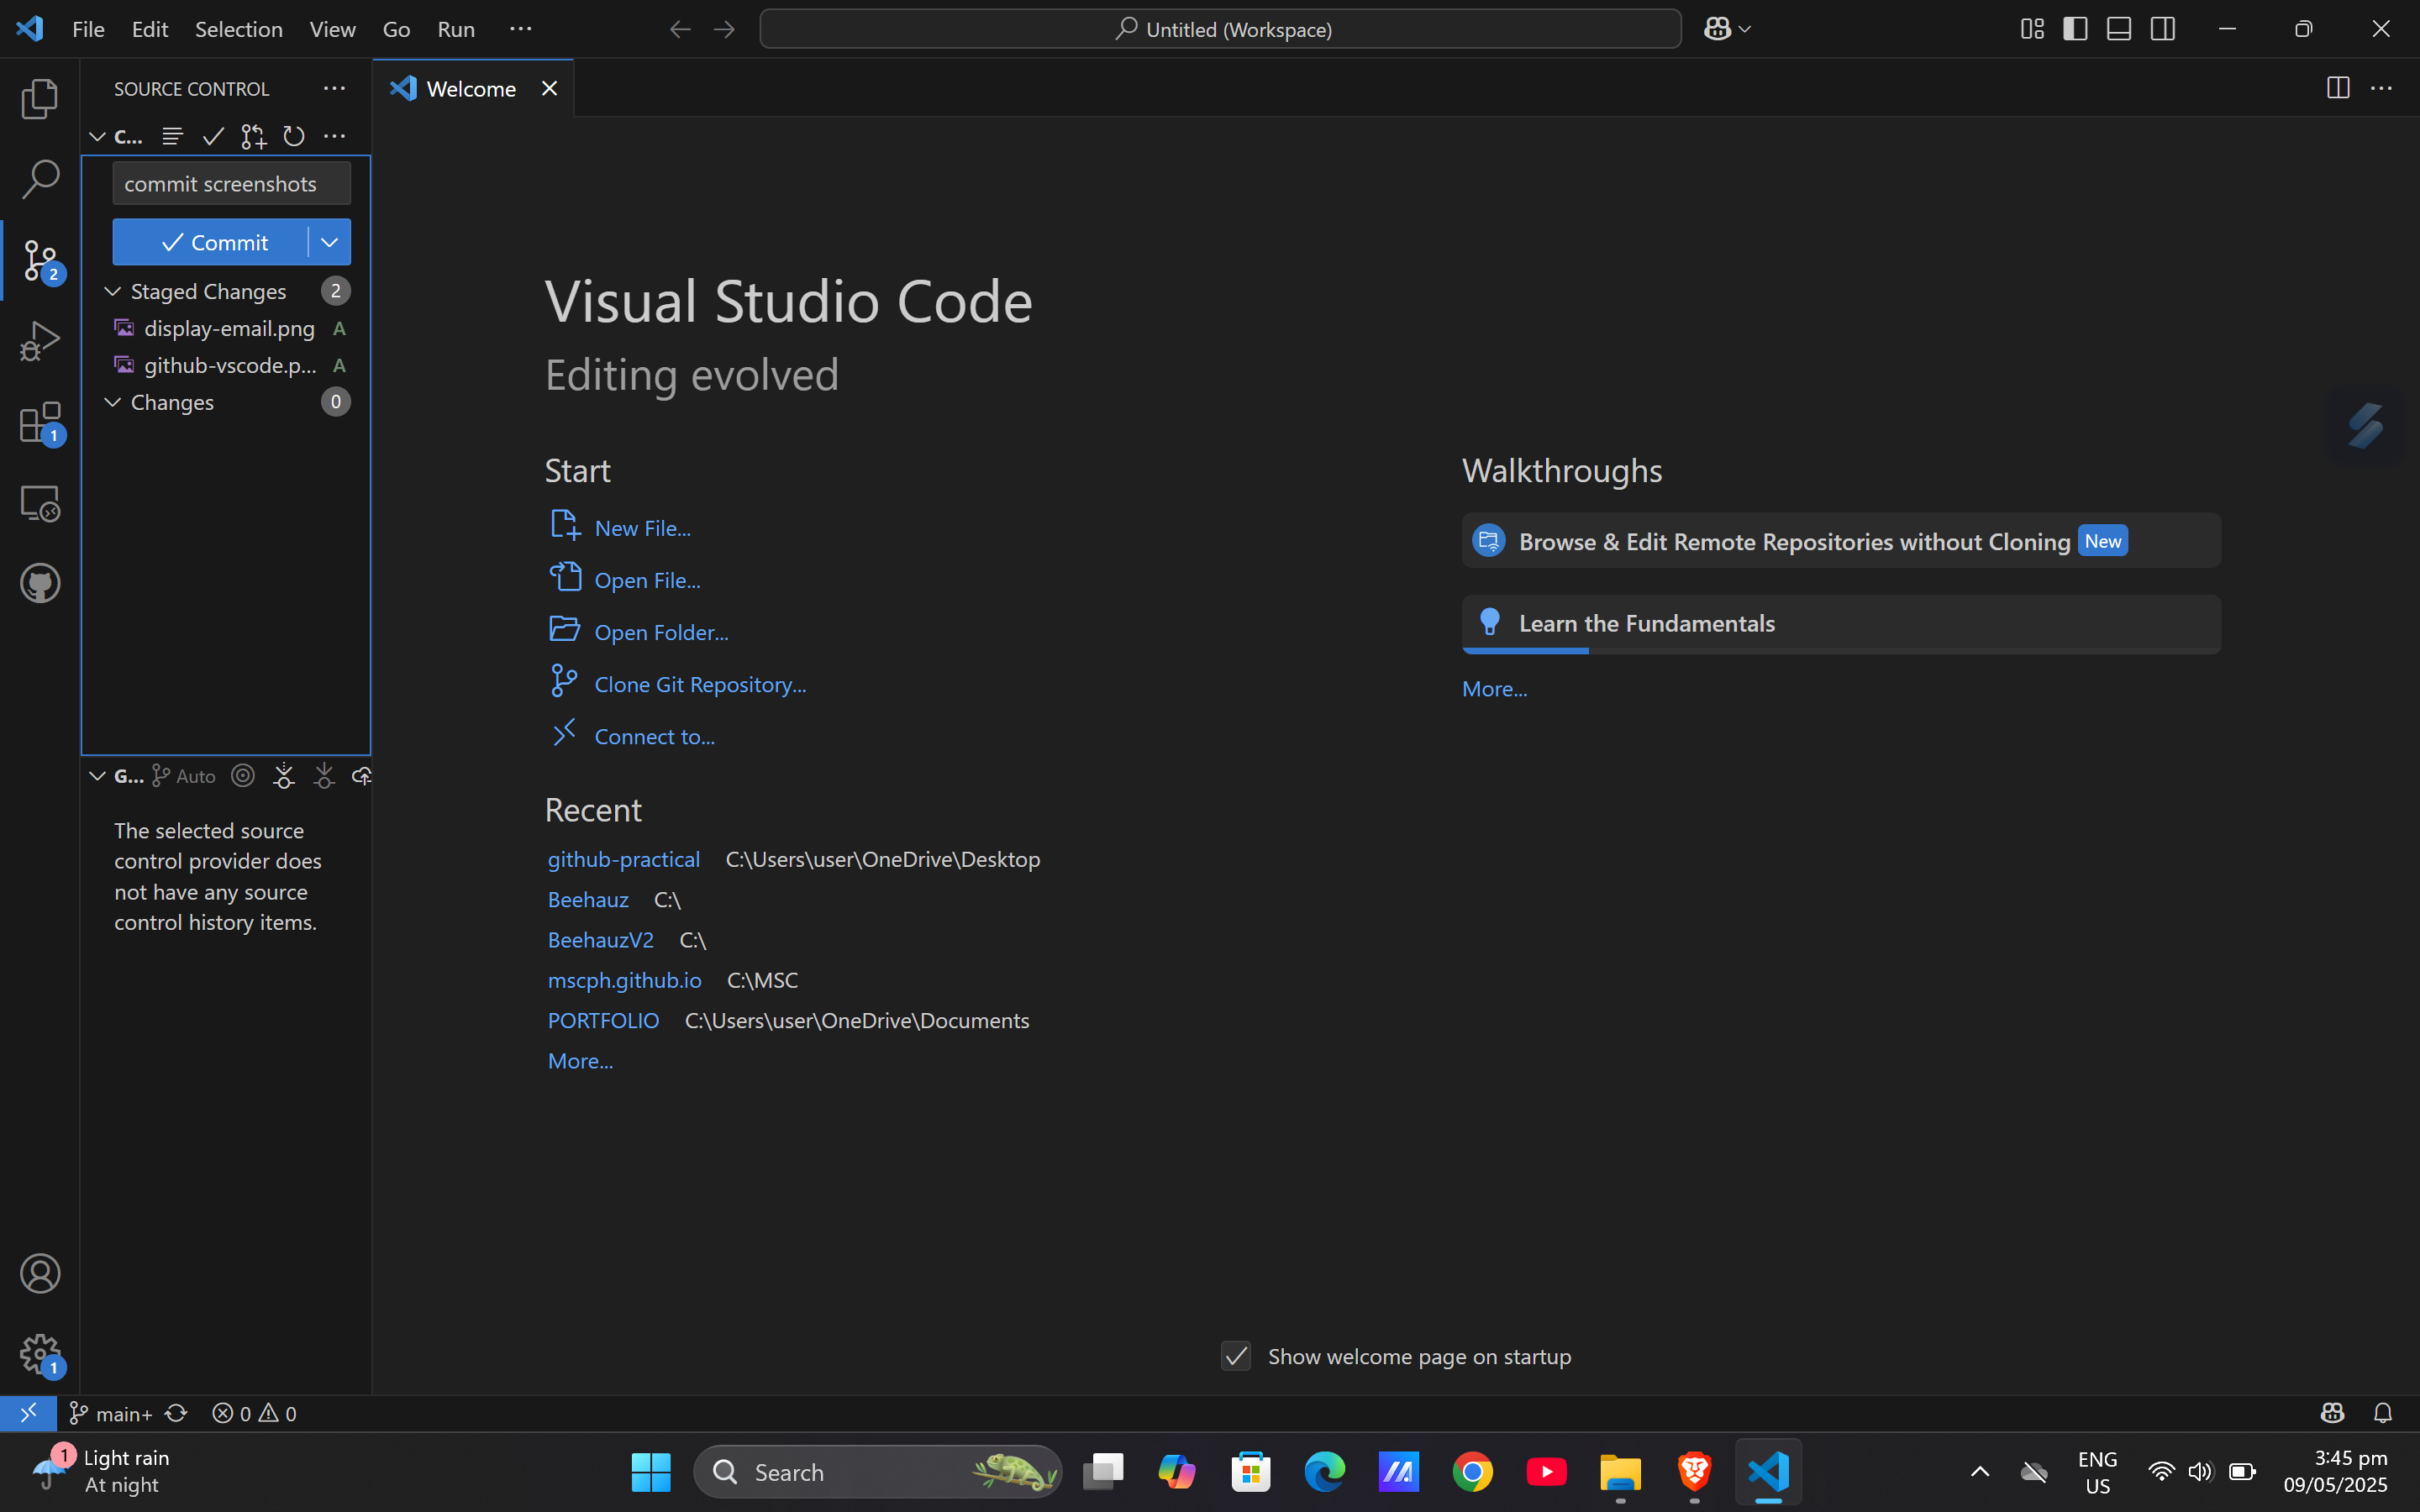 File Edit Selection View Go Run ...
Untitled (Workspace)
SOURCE CONTROL
Welcome
C...
commit screenshots
Commit
Staged Changes 2
display-email.png A
github-vscode.p... A
Changes 0
2
1
Visual Studio Code
Editing evolved
Start
New File...
Open File...
Open Folder...
Clone Git Repository...
Connect to...
Walkthroughs
Browse & Edit Remote Repositories without Cloning New
Learn the Fundamentals
More...
G... Auto
The selected source
control provider does
not have any source
control history items.
Recent
github-practical C:\Users\user\OneDrive\Desktop
Beehauz C:\
BeehauzV2 C:\
mscph.github.io C:\MSC
PORTFOLIO C:\Users\user\OneDrive\Documents
More...
Show welcome page on startup
1
main+ 0 0
1 Light rain
At night
Search
ENG
US
3:45 pm
09/05/2025